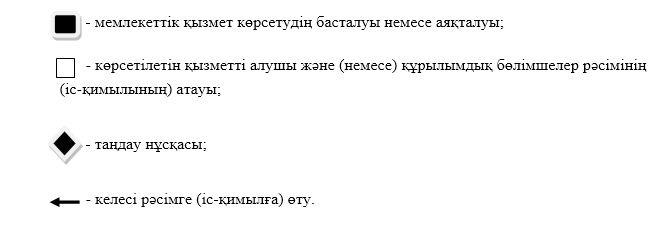 - мемлекеттік қызмет көрсетудің басталуы немесе аяқталуы;
- көрсетілетін қызметті алушы және (немесе) құрылымдық бөлімшелер рәсімінің
(іс-қимылының) атауы;
- таңдау нұсқасы;
- келесі рәсімге (іс-қимылға) өту.